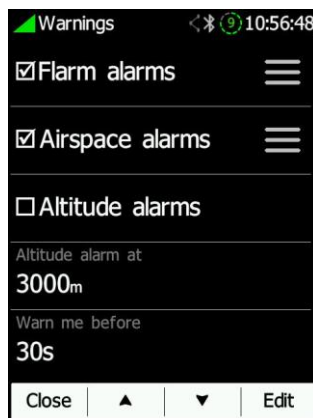 Warnings 9 10:56:48
Flarm alarms
Airspace alarms
Altitude alarms
Altitude alarm at
3000m
Warn me before
30s
Close Edit